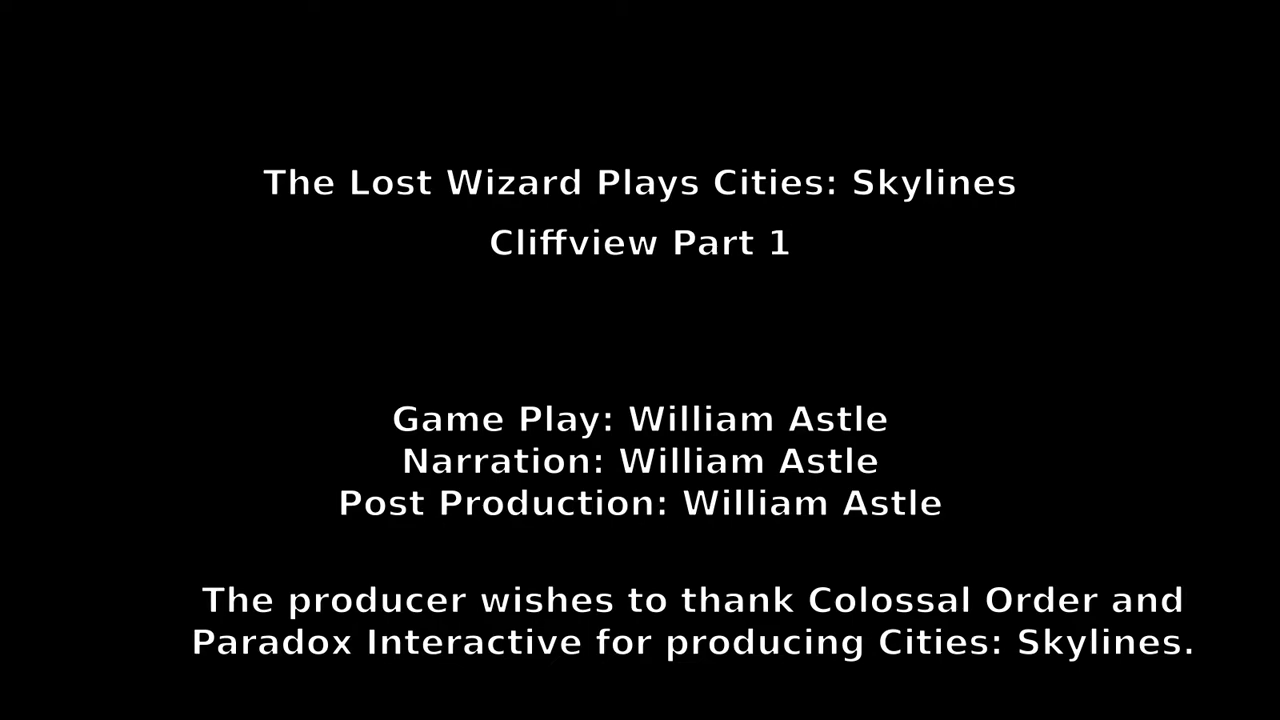 The Lost Wizard Plays Cities: Skylines
Cliffview Part 1
Game Play: William Astle
Narration: William Astle
Post Production: William Astle
The producer wishes to thank Colossal Order and
Paradox Interactive for producing Cities: Skylines.